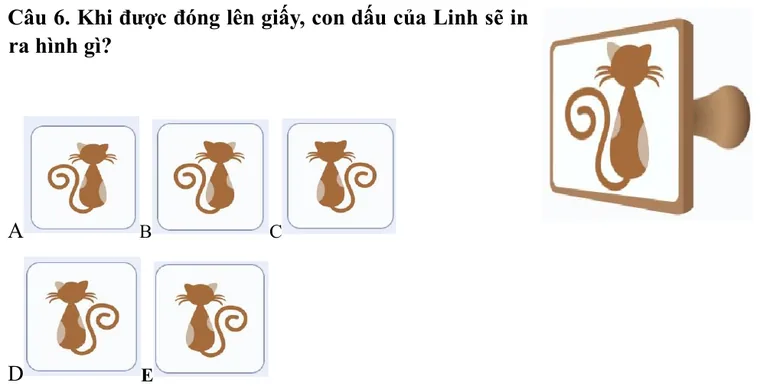 Câu 6. Khi được đóng lên giấy, con dấu của Linh sẽ in
ra hình gì?
A
B
C
D
E